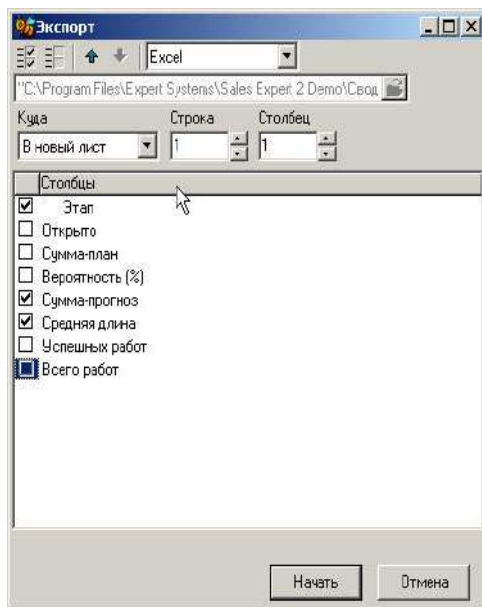 Экспорт
Excel
"C:\Program Files\Expert Systems\Sales Expert 2 Demo\Свод
Куда Строка Столбец
В новый лист 1 1
Столбцы
Этап
Открыто
Сумма-план
Вероятность (%)
Сумма-прогноз
Средняя длина
Успешных работ
Всего работ
Начать Отмена